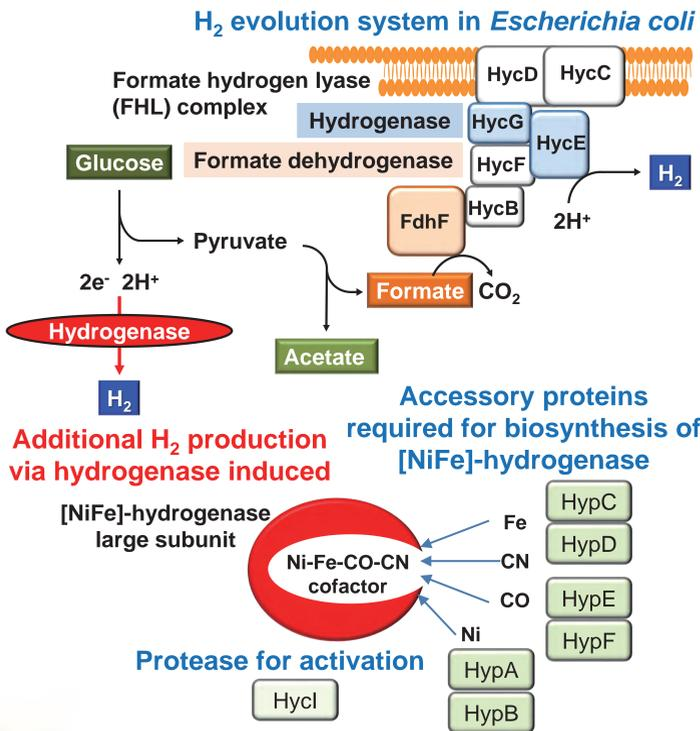 H2 evolution system in Escherichia coli
HycD
HycC
Formate hydrogen lyase
(FHL) complex
Hydrogenase
HycG
HycE
Glucose
Formate dehydrogenase
HycF
H2
FdhF
HycB
2H+
Pyruvate
2e- 2H+
Formate
CO2
Hydrogenase
Acetate
H2
Accessory proteins
required for biosynthesis of
[NiFe]-hydrogenase
Additional H2 production
via hydrogenase induced
[NiFe]-hydrogenase
large subunit
Ni-Fe-CO-CN
cofactor
Fe
CN
CO
Ni
HypC
HypD
HypE
HypF
HypA
HypB
Protease for activation
HycI